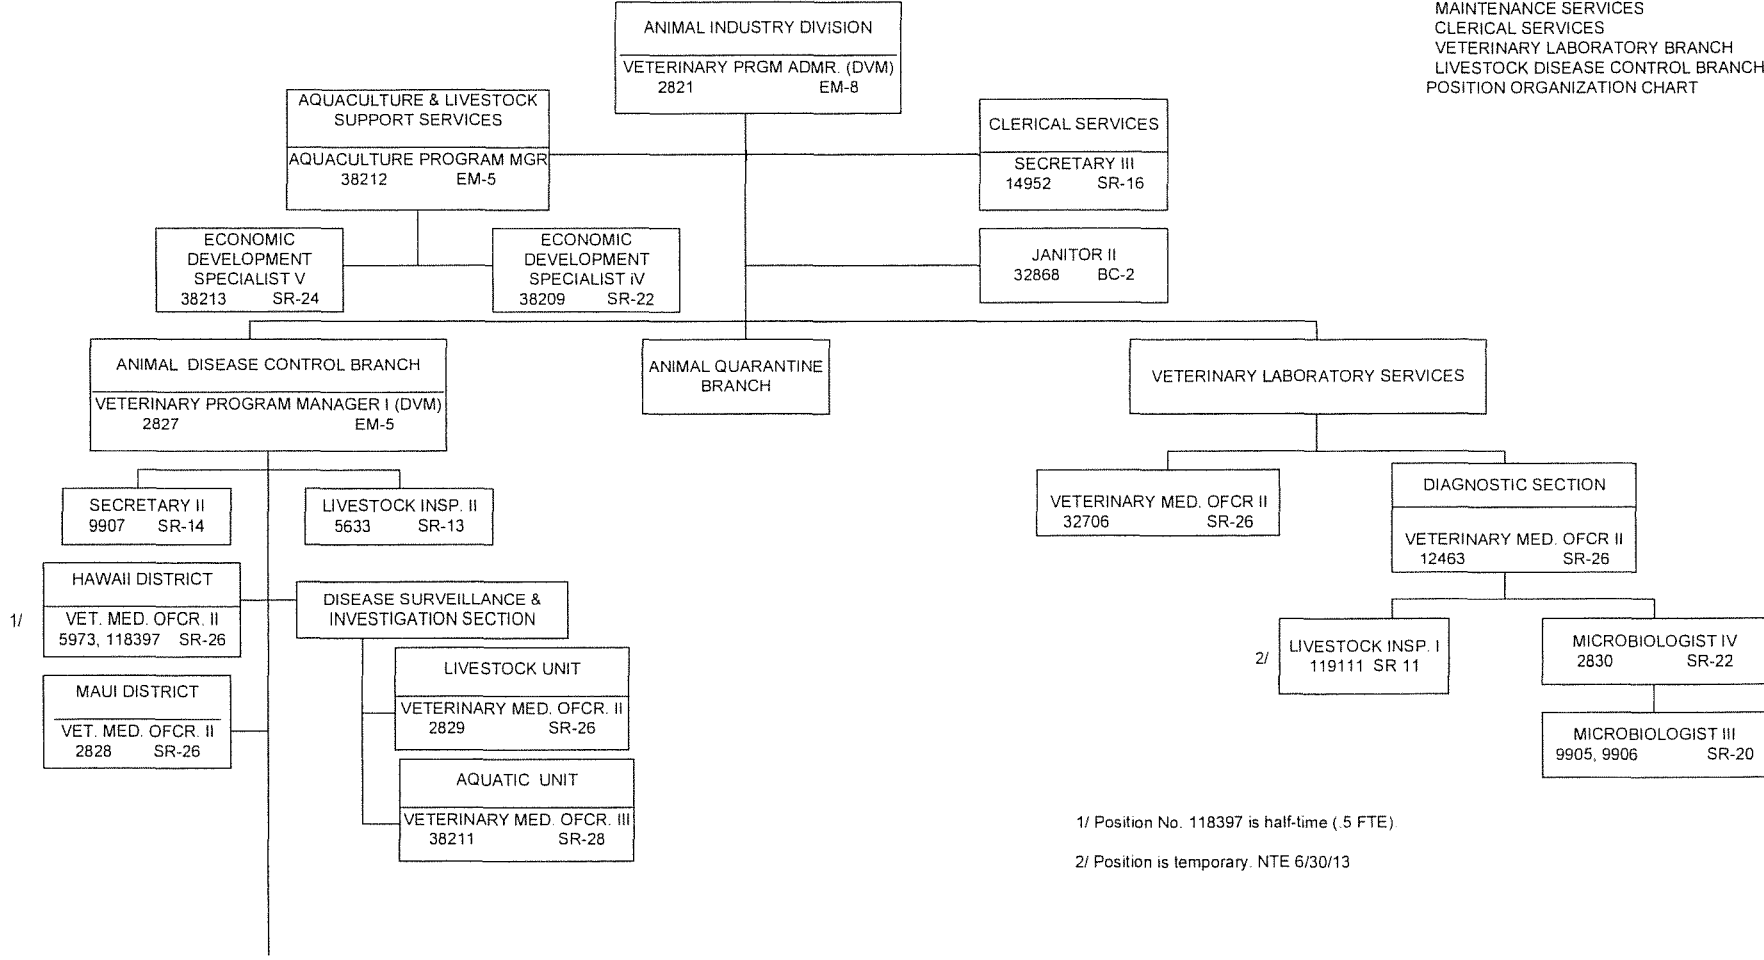 MAINTENANCE SERVICES
CLERICAL SERVICES
VETERINARY LABORATORY BRANCH
LIVESTOCK DISEASE CONTROL BRANCH
POSITION ORGANIZATION CHART
ANIMAL INDUSTRY DIVISION
VETERINARY PRGM ADMR. (DVM)
2821 EM-8
AQUACULTURE & LIVESTOCK
SUPPORT SERVICES
AQUACULTURE PROGRAM MGR
38212 EM-5
CLERICAL SERVICES
SECRETARY III
14952 SR-16
ECONOMIC
DEVELOPMENT
SPECIALIST V
38213 SR-24
ECONOMIC
DEVELOPMENT
SPECIALIST iV
38209 SR-22
JANITOR II
32868 BC-2
ANIMAL DISEASE CONTROL BRANCH
VETERINARY PROGRAM MANAGER I (DVM)
2827 EM-5
ANIMAL QUARANTINE
BRANCH
VETERINARY LABORATORY SERVICES
SECRETARY II
9907 SR-14
LIVESTOCK INSP. II
5633 SR-13
VETERINARY MED. OFCR II
32706 SR-26
DIAGNOSTIC SECTION
VETERINARY MED. OFCR II
12463 SR-26
1/
HAWAII DISTRICT
VET. MED. OFCR. II
5973, 118397 SR-26
DISEASE SURVEILLANCE &
INVESTIGATION SECTION
MAUI DISTRICT
VET. MED. OFCR. II
2828 SR-26
LIVESTOCK UNIT
VETERINARY MED. OFCR. II
2829 SR-26
AQUATIC UNIT
VETERINARY MED. OFCR. III
38211 SR-28
2/
LIVESTOCK INSP. I
119111 SR 11
MICROBIOLOGIST IV
2830 SR-22
MICROBIOLOGIST III
9905, 9906 SR-20
1/ Position No. 118397 is half-time (.5 FTE).
2/ Position is temporary. NTE 6/30/13